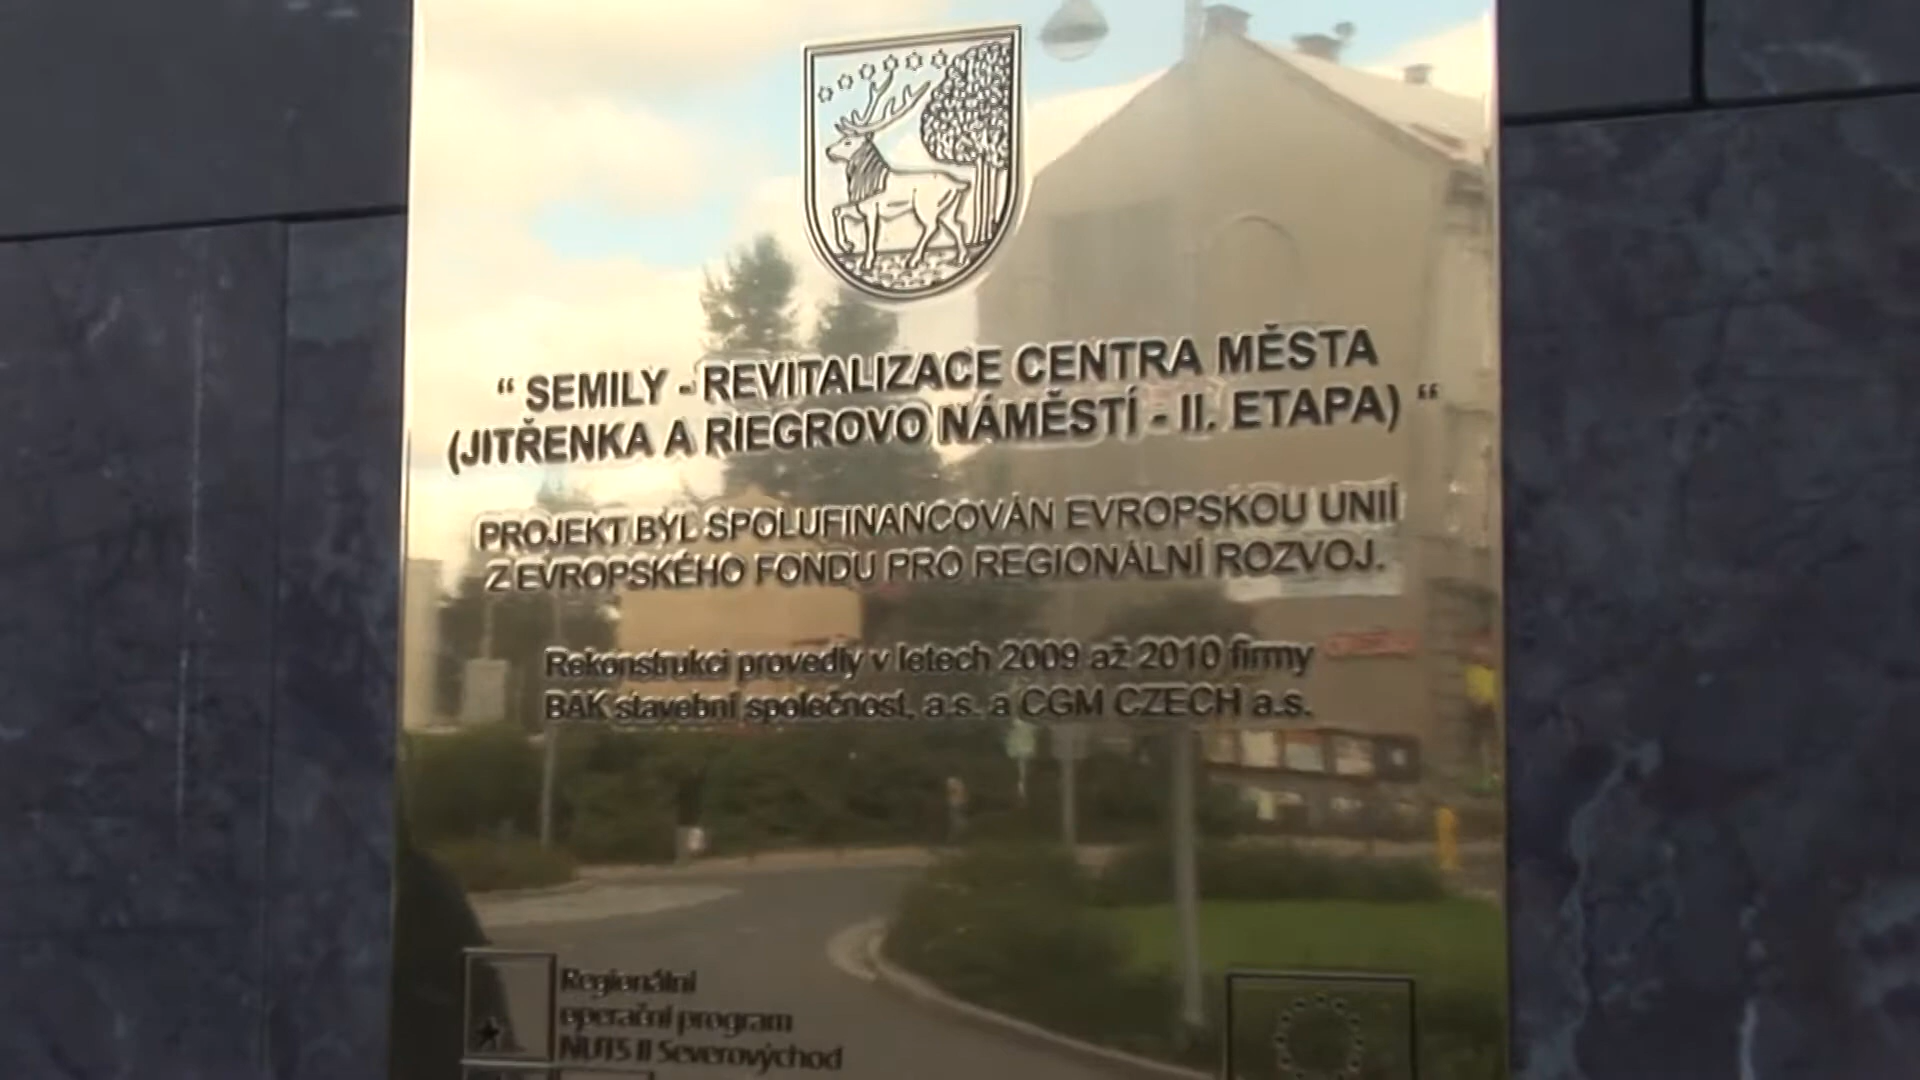 “ SEMILY - REVITALIZACE CENTRA MĚSTA
(JITŘENKA A RIEGROVO NÁMĚSTÍ - II. ETAPA) “
PROJEKT BYL SPOLUFINANCOVÁN EVROPSKOU UNIÍ
Z EVROPSKÉHO FONDU PRO REGIONÁLNÍ ROZVOJ.
Rekonstrukci provedly v letech 2009 až 2010 firmy
BAK stavební společnost, a.s. a CGM CZECH a.s.
Regionální
operační program
NUTS II Severovýchod